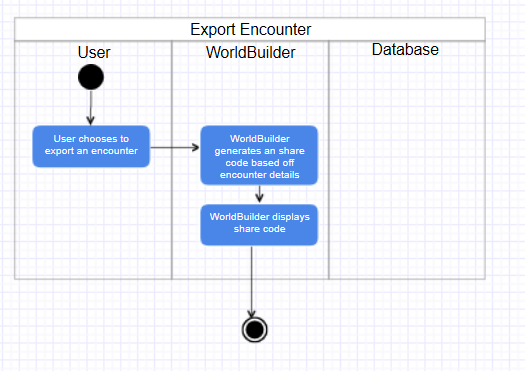 Export Encounter
User
WorldBuilder
Database
User chooses to
export an encounter
WorldBuilder
generates an share
code based off
encounter details
WorldBuilder displays
share code